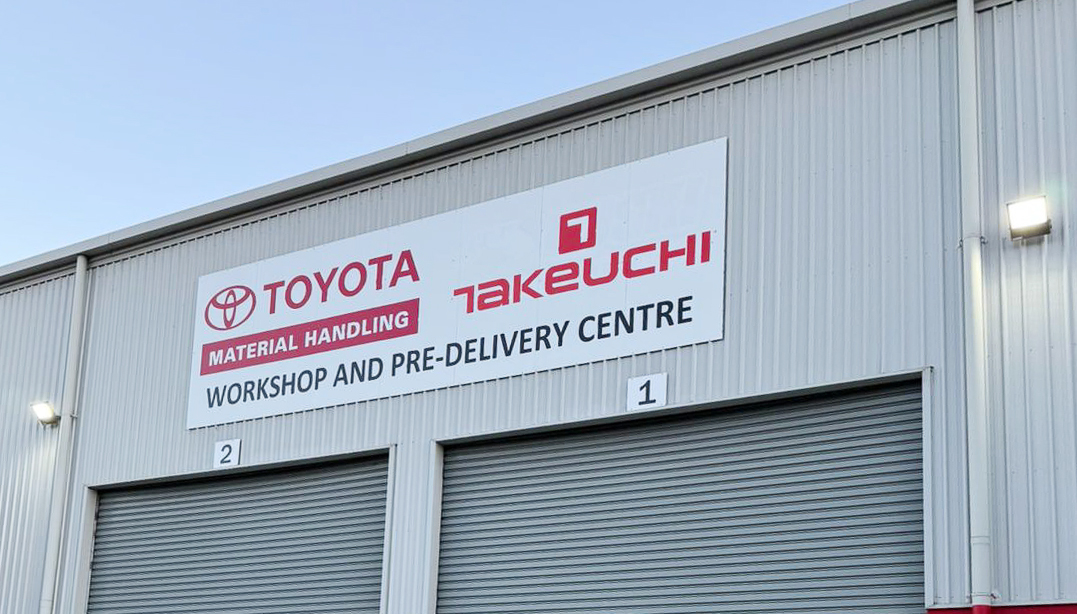 TOYOTA
MATERIAL HANDLING
TAKEUCHI
WORKSHOP AND PRE-DELIVERY CENTRE
1
2